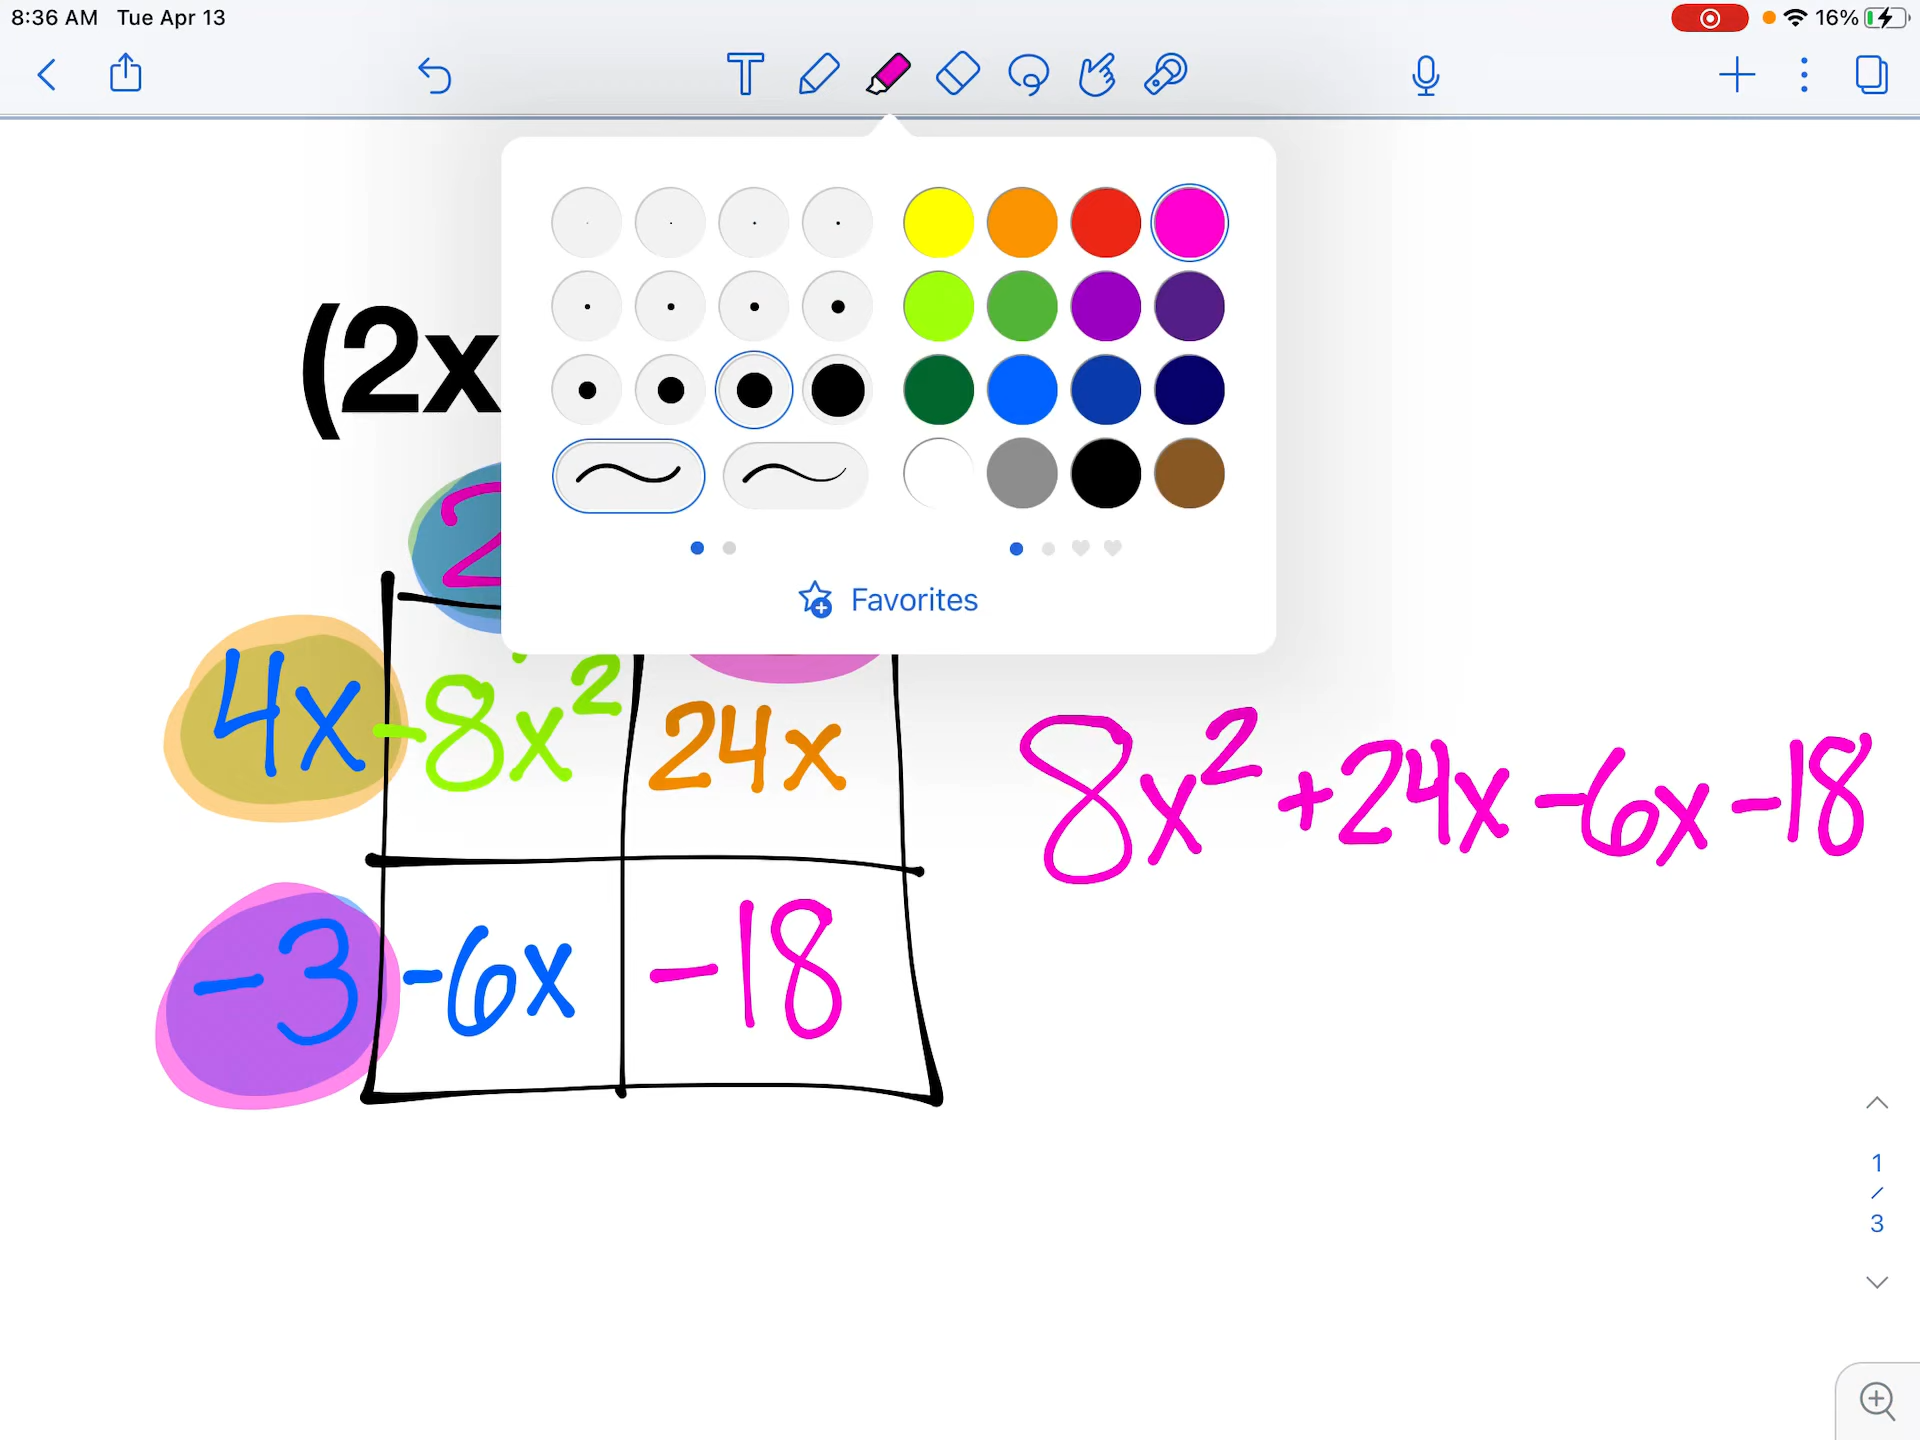 8:36 AM Tue Apr 13
16%
T
(2x
2
Favorites
4x -8x² 24x
8x² +24x -6x -18
-3 -6x -18
1
/
3